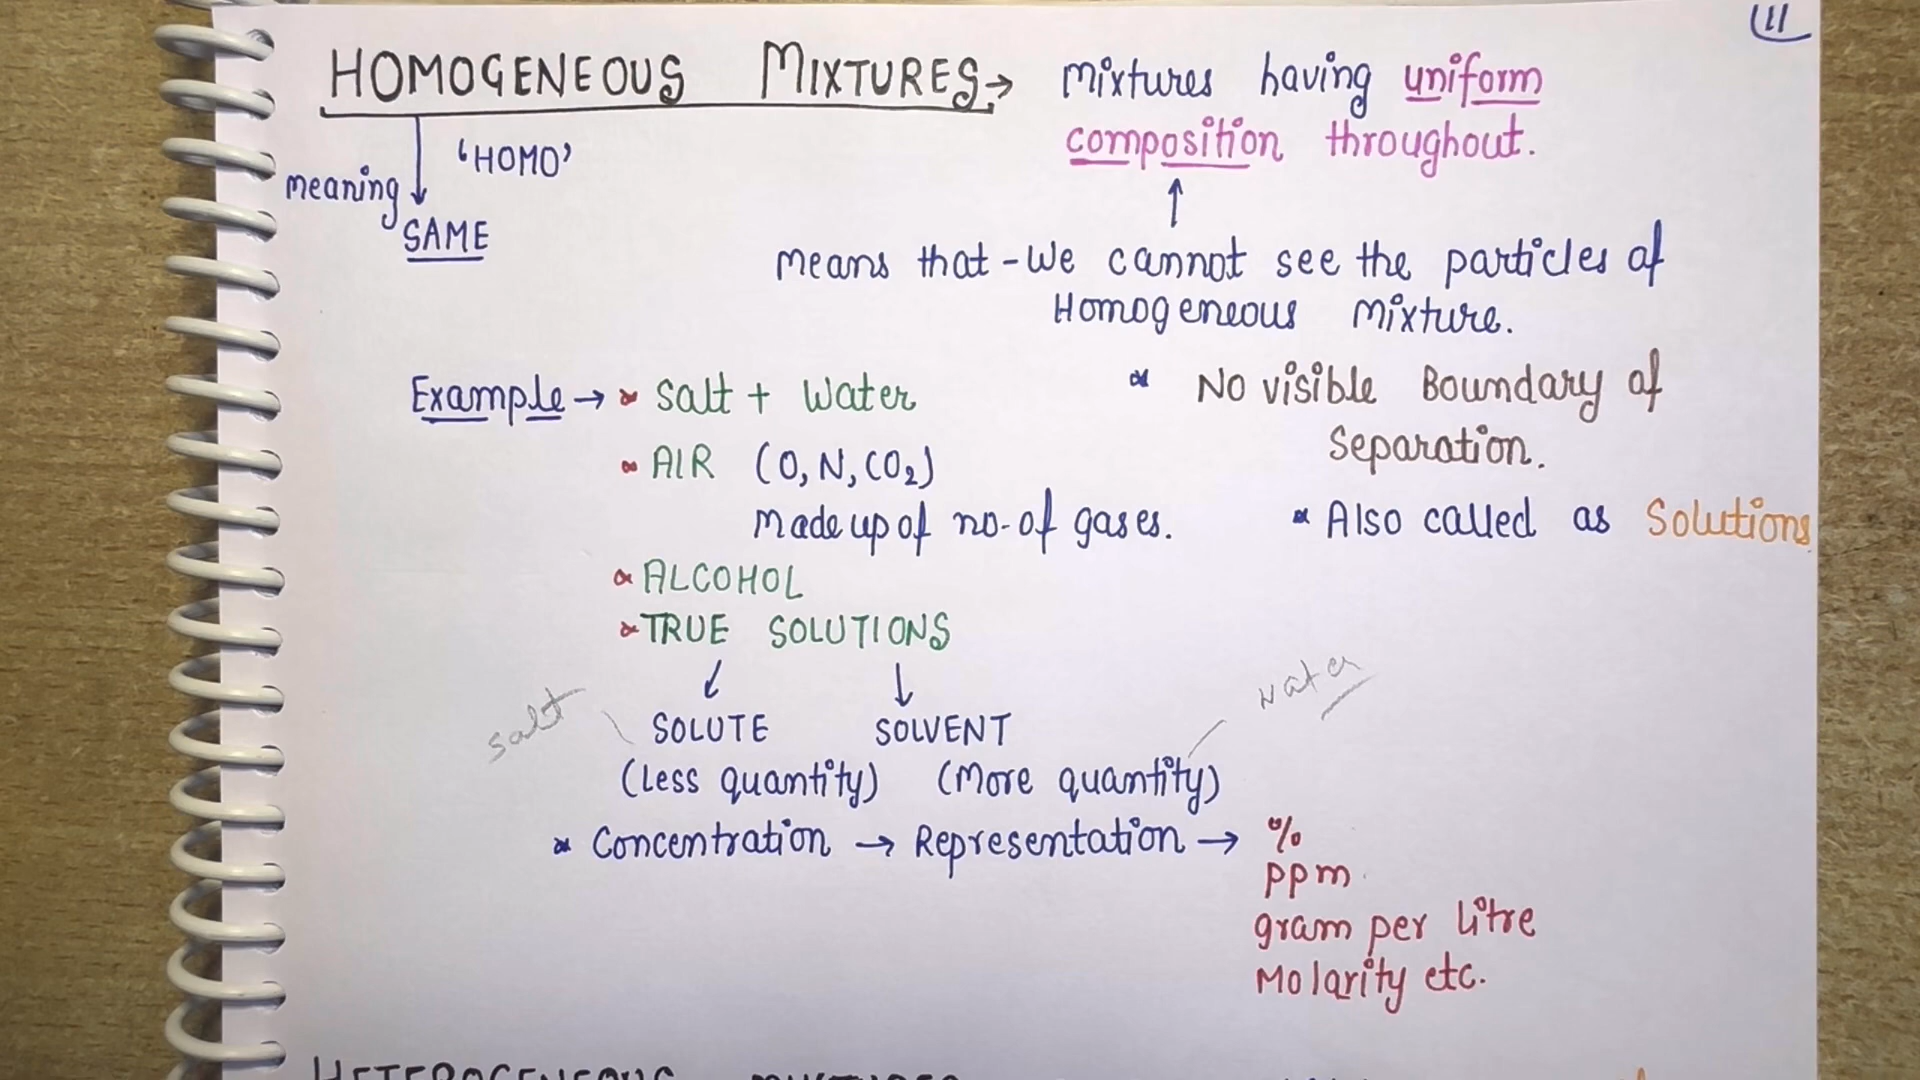 11
HOMOGENEOUS MIXTURES → Mixtures having uniform
composition throughout.
'HOMO'
meaning
SAME
means that - We cannot see the particles of
Homogeneous Mixture.
Example → * Salt + Water
* No visible Boundary of
Separation.
* AIR (O, N, CO₂)
Made up of no. of gases.
* Also called as Solutions
* ALCOHOL
* TRUE SOLUTIONS
salt
water
SOLUTE SOLVENT
(Less quantity) (More quantity)
* Concentration → Representation → %
ppm
gram per litre
Molarity etc.
HETEROGENEOUS MIXTURES